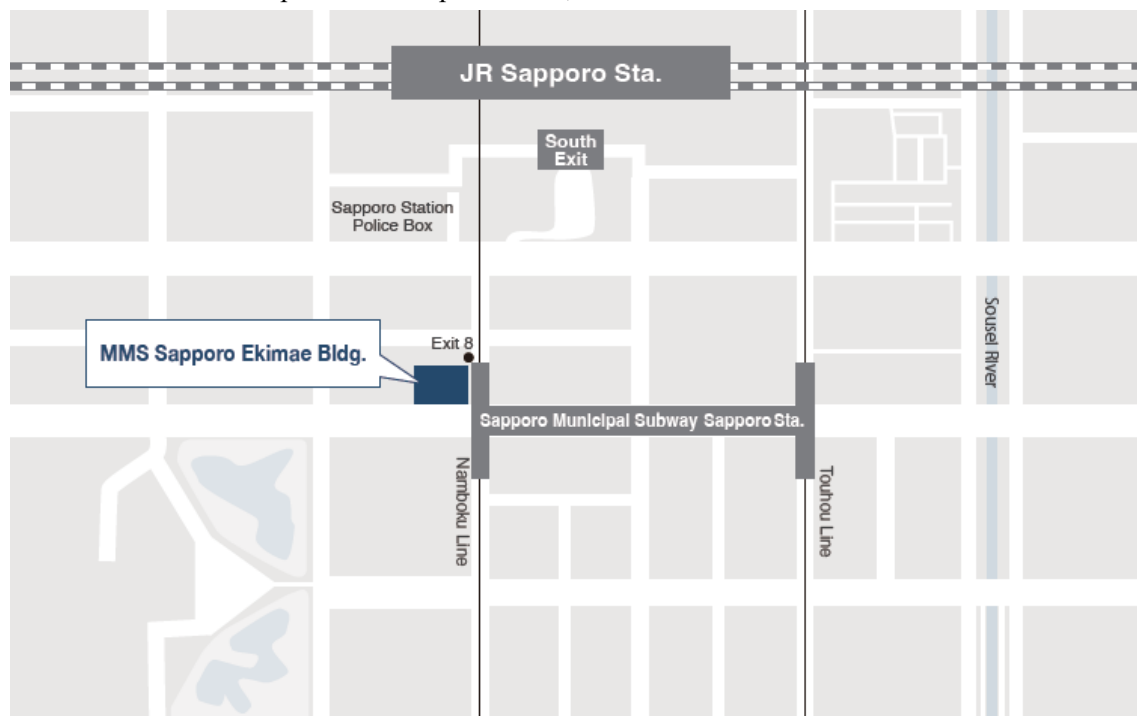 JR Sapporo Sta.
South
Exit
Sapporo Station
Police Box
Exit 8
MMS Sapporo Ekimae Bldg.
Sousel River
Sapporo Municipal Subway Sapporo Sta.
Namboku Line
Touhou Line